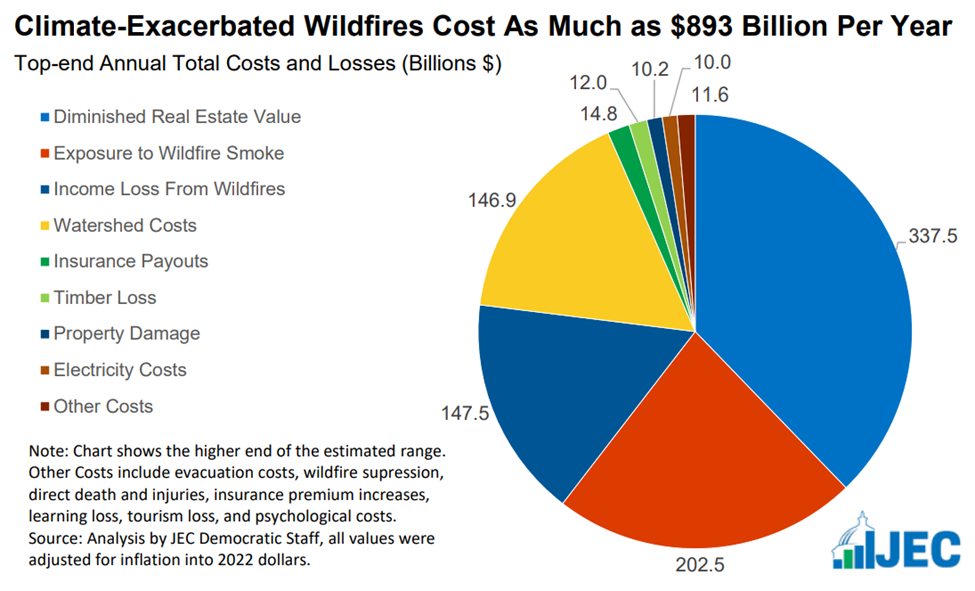 Climate-Exacerbated Wildfires Cost As Much as $893 Billion Per Year
Top-end Annual Total Costs and Losses (Billions $)
Diminished Real Estate Value
Exposure to Wildfire Smoke
Income Loss From Wildfires
Watershed Costs
Insurance Payouts
Timber Loss
Property Damage
Electricity Costs
Other Costs
337.5
202.5
147.5
146.9
14.8
12.0
10.2
10.0
11.6
Note: Chart shows the higher end of the estimated range.
Other Costs include evacuation costs, wildfire supression,
direct death and injuries, insurance premium increases,
learning loss, tourism loss, and psychological costs.
Source: Analysis by JEC Democratic Staff, all values were
adjusted for inflation into 2022 dollars.
JEC